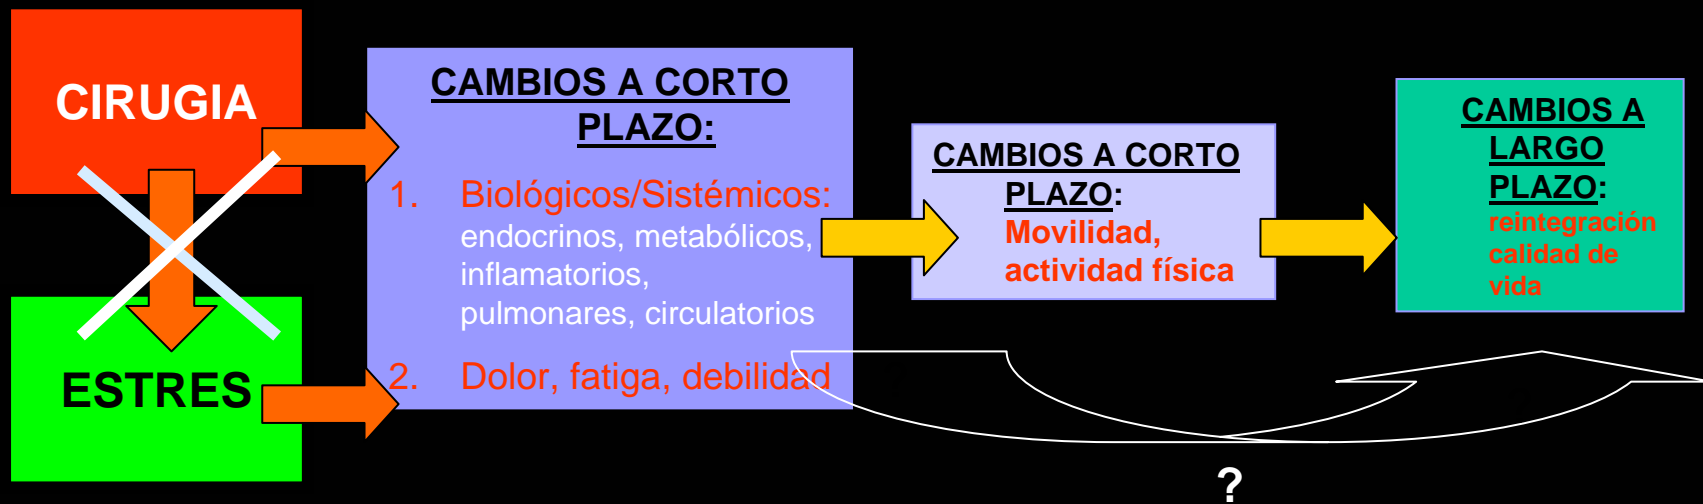 CIRUGIA
ESTRES
CAMBIOS A CORTO
PLAZO:
1. Biológicos/Sistémicos:
endocrinos, metabólicos,
inflamatorios,
pulmonares, circulatorios
2. Dolor, fatiga, debilidad
CAMBIOS A CORTO
PLAZO:
Movilidad,
actividad física
CAMBIOS A
LARGO
PLAZO:
reintegración
calidad de
vida
?